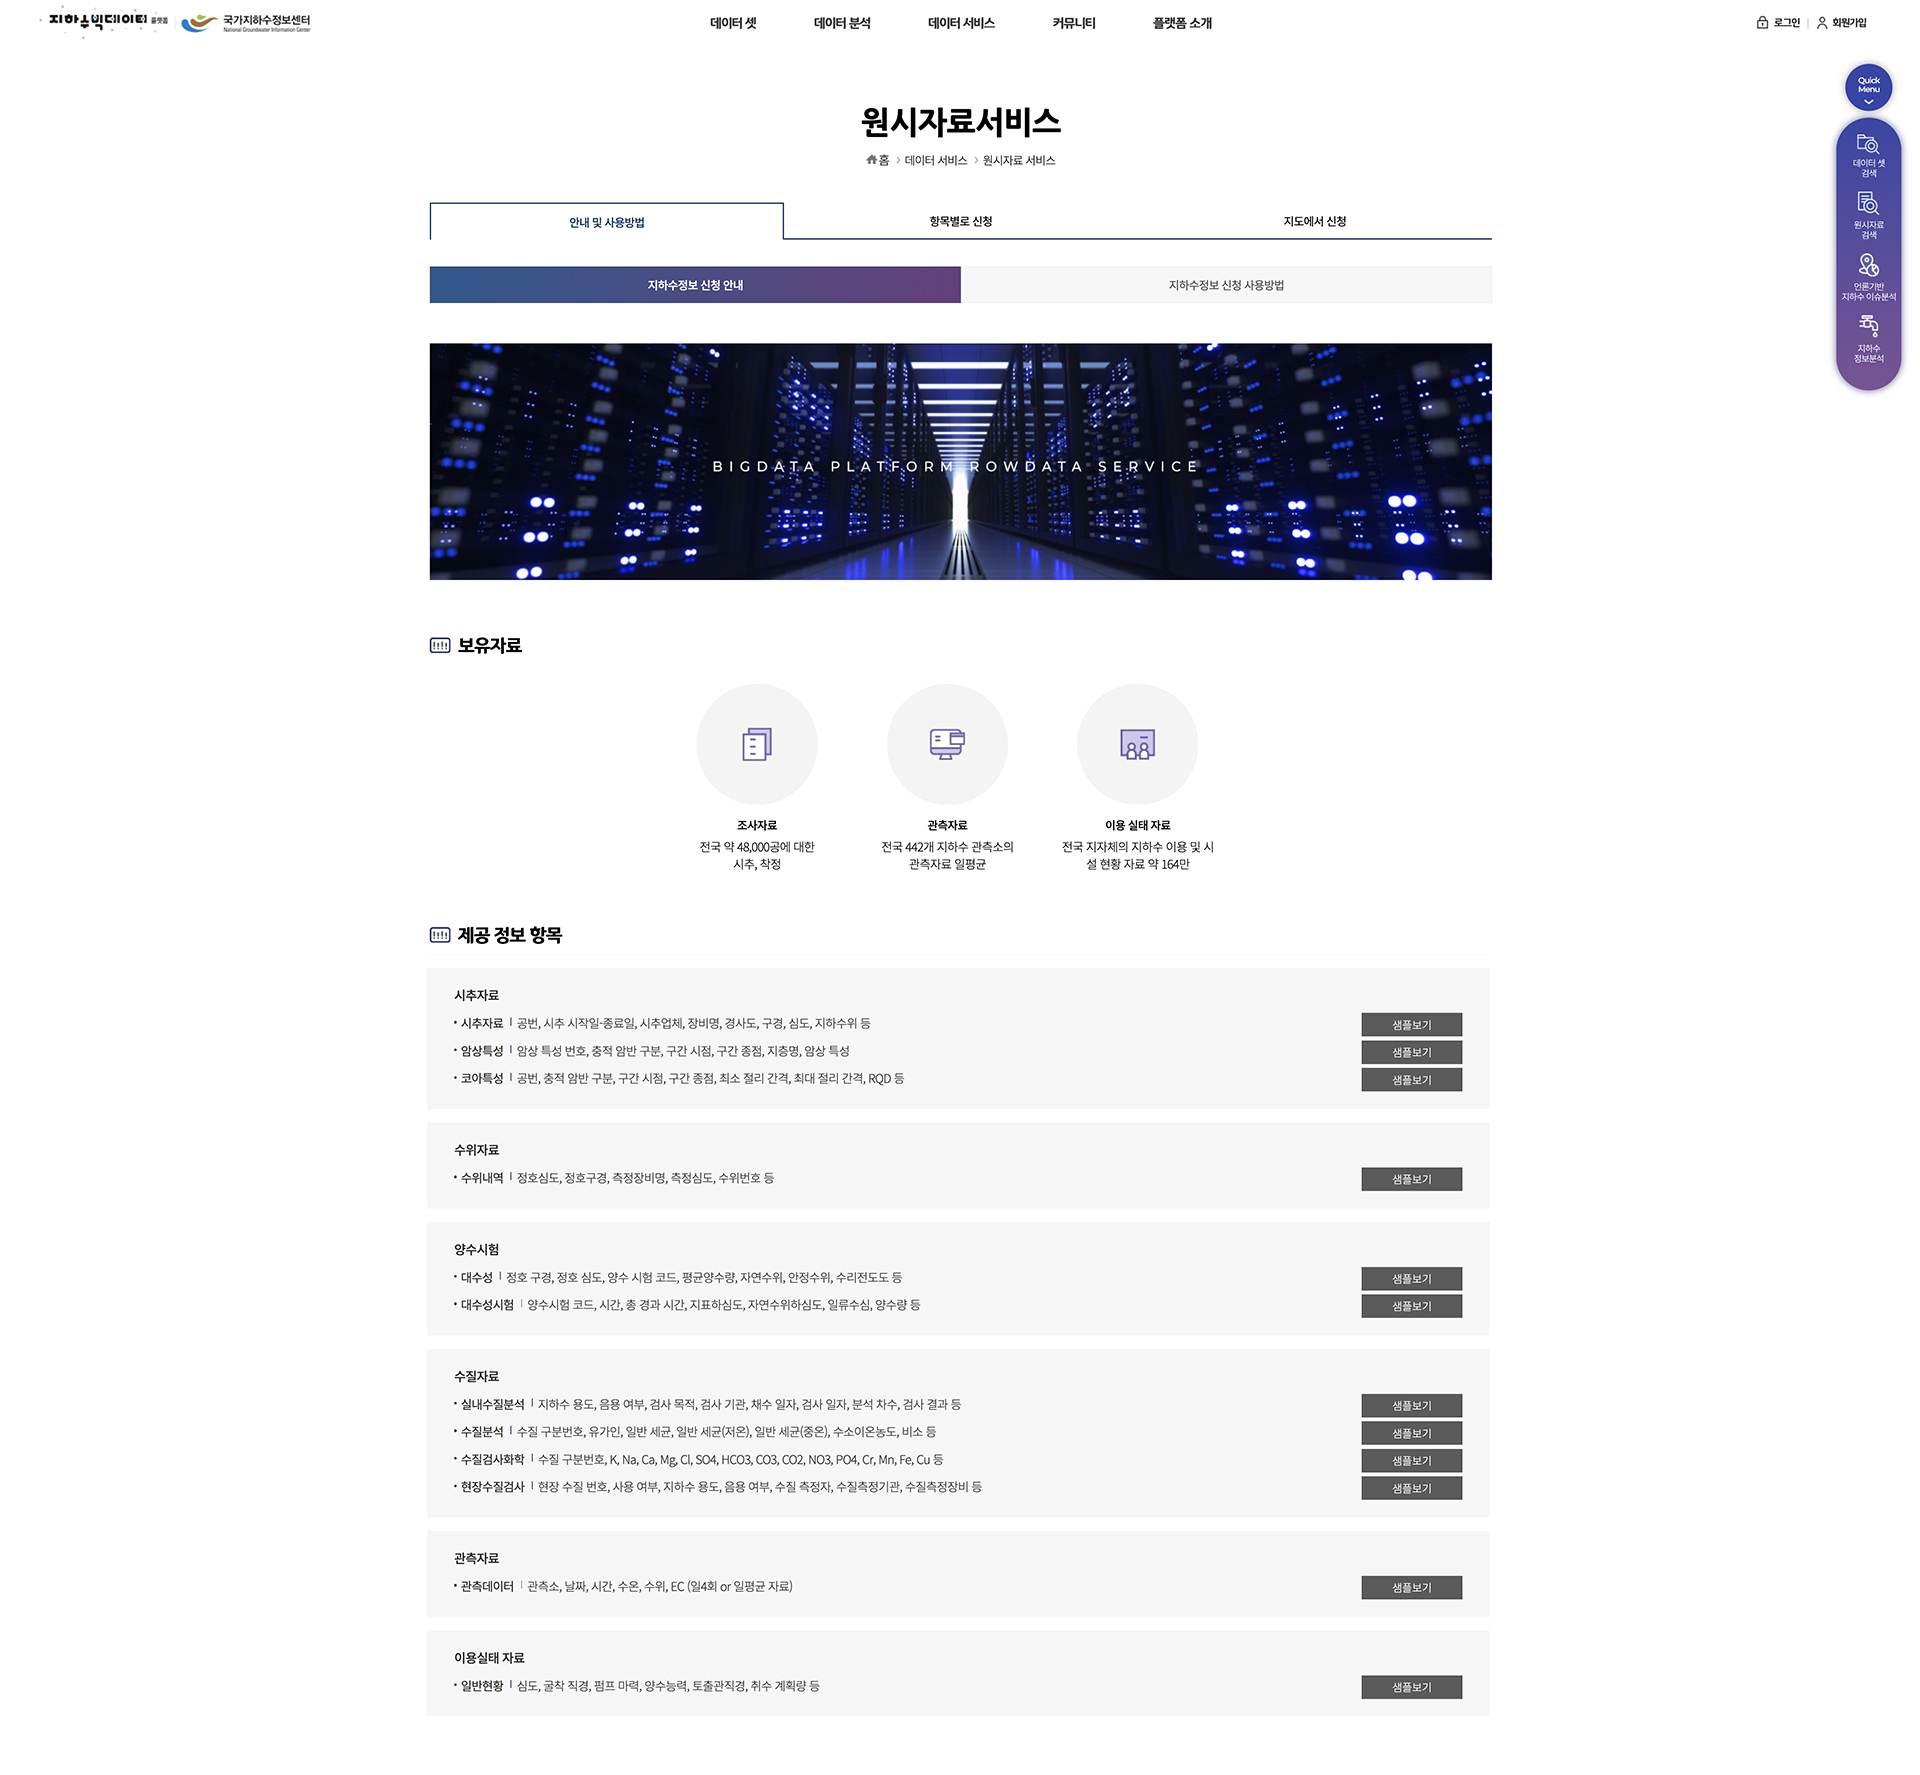 지하수빅데이터 플랫폼 국가지하수정보센터
National Groundwater Information Center
데이터 셋 데이터 분석 데이터 서비스 커뮤니티 플랫폼 소개
로그인 회원가입
Quick
Menu
데이터 셋
검색
원시자료
검색
언론기반
지하수 이슈분석
지하수
정보분석
원시자료서비스
홈 > 데이터 서비스 > 원시자료 서비스
안내 및 사용방법 항목별로 신청 지도에서 신청
지하수정보 신청 안내 지하수정보 신청 사용방법
BIGDATA PLATFORM ROWDATA SERVICE
보유자료
조사자료
전국 약 48,000공에 대한
시추, 착정
관측자료
전국 442개 지하수 관측소의
관측자료 일평균
이용 실태 자료
전국 지자체의 지하수 이용 및 시
설 현황 자료 약 164만
제공 정보 항목
시추자료
• 시추자료 | 공번, 시추 시작일-종료일, 시추업체, 장비명, 경사도, 구경, 심도, 지하수위 등 샘플보기
• 암상특성 | 암상 특성 번호, 충적 암반 구분, 구간 시점, 구간 종점, 지층명, 암상 특성 샘플보기
• 코아특성 | 공번, 충적 암반 구분, 구간 시점, 구간 종점, 최소 절리 간격, 최대 절리 간격, RQD 등 샘플보기
수위자료
• 수위내역 | 정호심도, 정호구경, 측정장비명, 측정심도, 수위번호 등 샘플보기
양수시험
• 대수성 | 정호 구경, 정호 심도, 양수 시험 코드, 평균양수량, 자연수위, 안정수위, 수리전도도 등 샘플보기
• 대수성시험 | 양수시험 코드, 시간, 총 경과 시간, 지표하심도, 자연수위하심도, 일류수심, 양수량 등 샘플보기
수질자료
• 실내수질분석 | 지하수 용도, 음용 여부, 검사 목적, 검사 기관, 채수 일자, 검사 일자, 분석 차수, 검사 결과 등 샘플보기
• 수질분석 | 수질 구분번호, 유가인, 일반 세균, 일반 세균(저온), 일반 세균(중온), 수소이온농도, 비소 등 샘플보기
• 수질검사화학 | 수질 구분번호, K, Na, Ca, Mg, Cl, SO4, HCO3, CO3, CO2, NO3, PO4, Cr, Mn, Fe, Cu 등 샘플보기
• 현장수질검사 | 현장 수질 번호, 사용 여부, 지하수 용도, 음용 여부, 수질 측정자, 수질측정기관, 수질측정장비 등 샘플보기
관측자료
• 관측데이터 | 관측소, 날짜, 시간, 수온, 수위, EC (일4회 or 일평균 자료) 샘플보기
이용실태 자료
• 일반현황 | 심도, 굴착 직경, 펌프 마력, 양수능력, 토출관직경, 취수 계획량 등 샘플보기